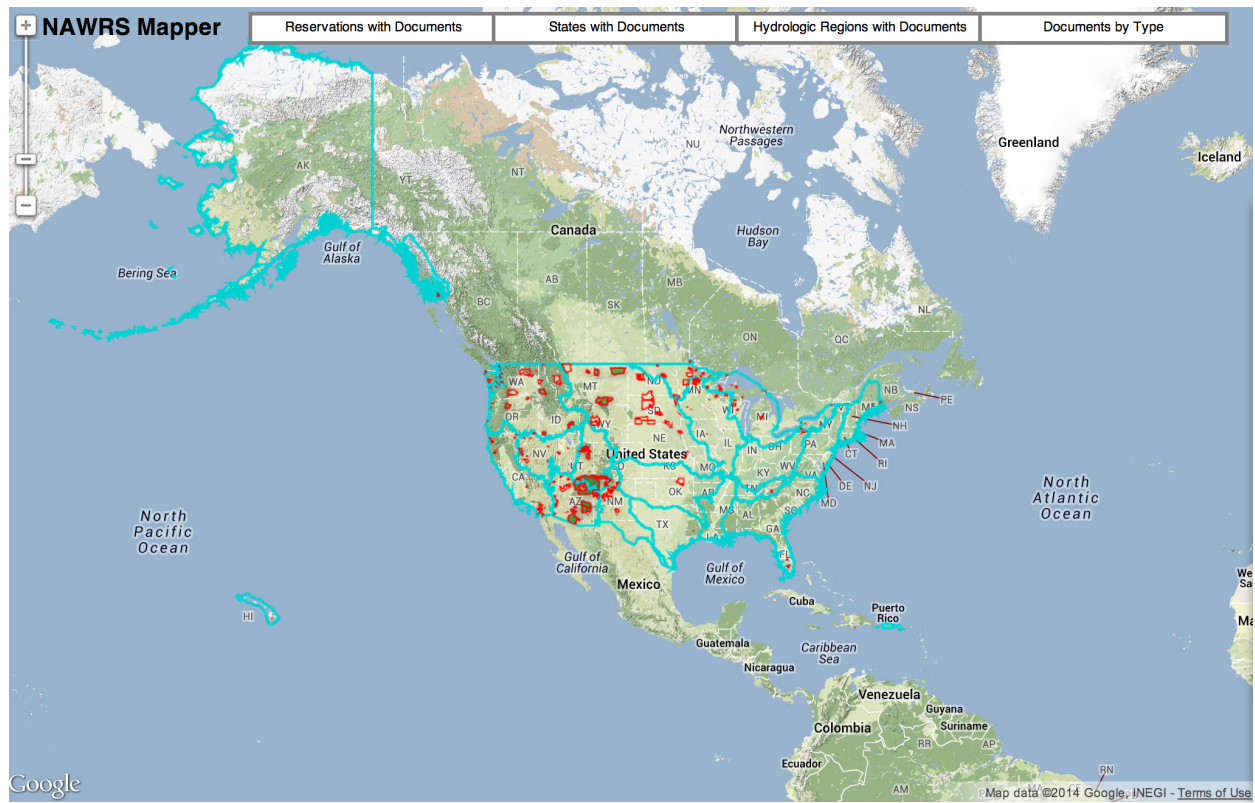 NAWRS Mapper
Reservations with Documents
States with Documents
Hydrologic Regions with Documents
Documents by Type
Northwestern
Passages
NU
Greenland
Iceland
AK
YT
NT
Canada
Hudson
Bay
Gulf of
Alaska
Bering Sea
AB
MB
SK
BC
NL
ON
QC
WA
MT
ND
MN
NB
PE
NS
ME
OR
ID
WY
SD
WI
MI
NY
NH
MA
RI
CT
NE
IA
IL
IN
OH
PA
NV
UT
United States
KS
MO
KY
WV
VA
DE
NJ
MD
CA
AZ
NM
OK
AR
TN
NC
SC
MS
AL
GA
TX
LA
FL
North
Pacific
Ocean
North
Atlantic
Ocean
Gulf of
California
Gulf of
Mexico
Mexico
HI
Cuba
Puerto
Rico
Guatemala
Caribbean
Sea
Nicaragua
Venezuela
Guyana
Suriname
Colombia
RR
AP
Ecuador
AM
RN
Google
Map data ©2014 Google, INEGI - Terms of Use